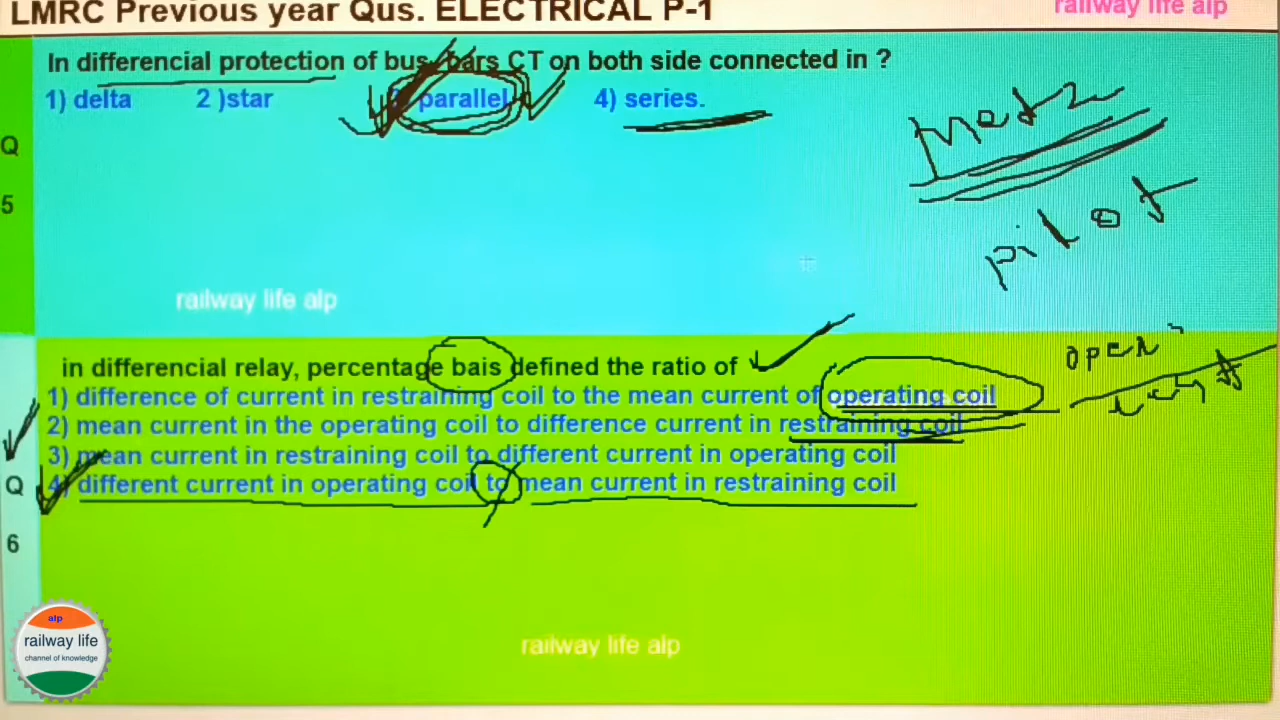 LMRC Previous year Qus. ELECTRICAL P-1
railway life alp
In differencial protection of bus bars CT on both side connected in ?
1) delta 2 )star parallel 4) series.
Q
5
pilot
railway life alp
in differencial relay, percentage bais defined the ratio of
1) difference of current in restraining coil to the mean current of operating coil
2) mean current in the operating coil to difference current in restraining coil
3) mean current in restraining coil to different current in operating coil
4) different current in operating coil to mean current in restraining coil
Q
6
alp
railway life
channel of knowledge
railway life alp